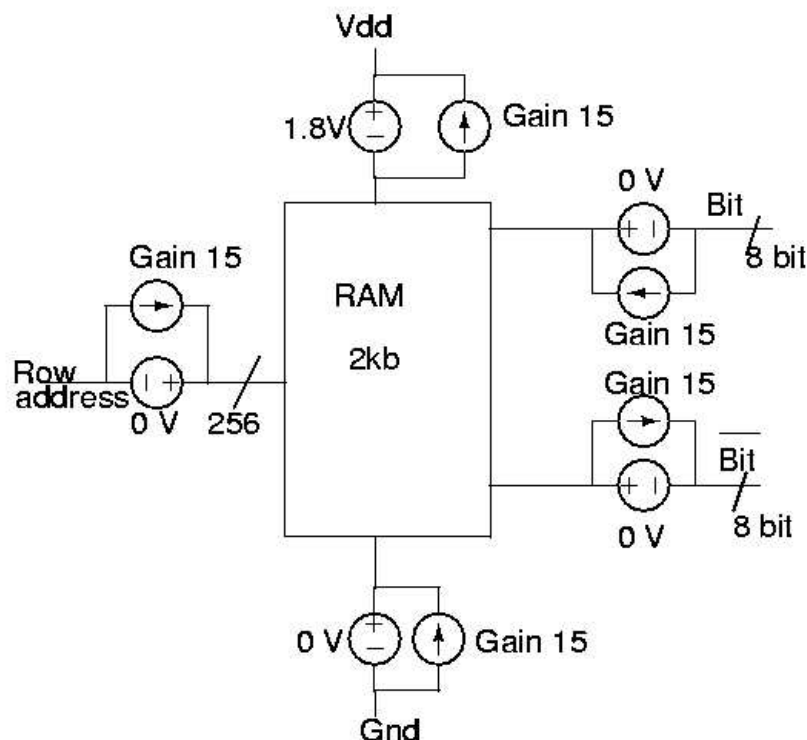 Vdd
1.8V
Gain 15
0 V
Bit
8 bit
Gain 15
Gain 15
RAM
2kb
Row
address
0 V
256
Gain 15
Bit
8 bit
0 V
0 V
Gain 15
Gnd